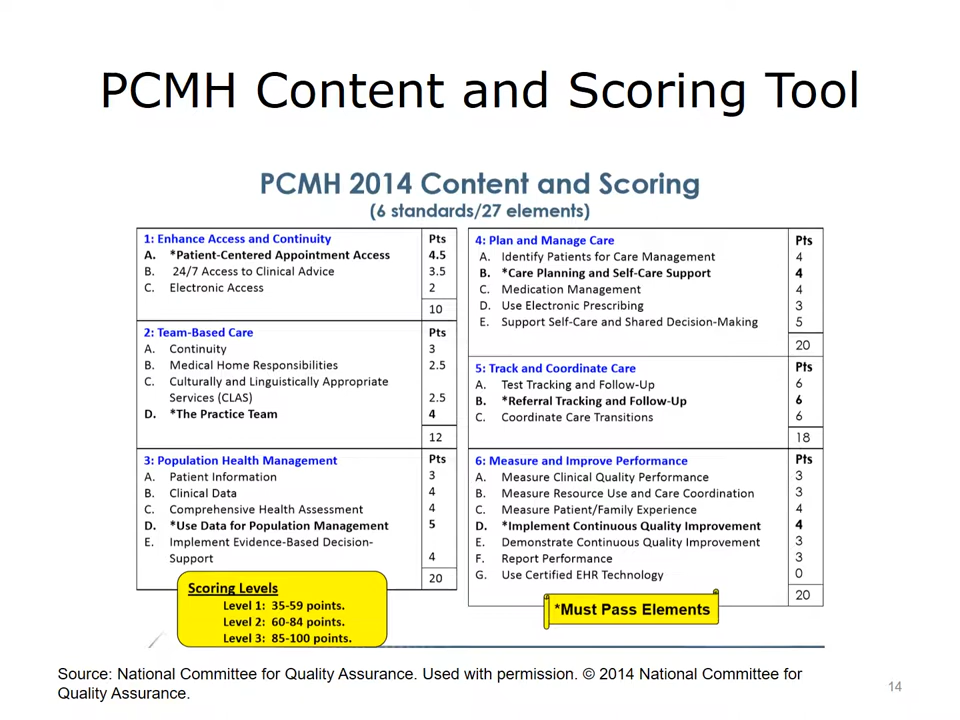 PCMH Content and Scoring Tool
PCMH 2014 Content and Scoring
(6 standards/27 elements)
1: Enhance Access and Continuity Pts
A. *Patient-Centered Appointment Access 4.5
B. 24/7 Access to Clinical Advice 3.5
C. Electronic Access 2
10
2: Team-Based Care Pts
A. Continuity 3
B. Medical Home Responsibilities 2.5
C. Culturally and Linguistically Appropriate
Services (CLAS) 2.5
D. *The Practice Team 4
12
3: Population Health Management Pts
A. Patient Information 3
B. Clinical Data 4
C. Comprehensive Health Assessment 4
D. *Use Data for Population Management 5
E. Implement Evidence-Based Decision-
Support 4
20
4: Plan and Manage Care Pts
A. Identify Patients for Care Management 4
B. *Care Planning and Self-Care Support 4
C. Medication Management 4
D. Use Electronic Prescribing 3
E. Support Self-Care and Shared Decision-Making 5
20
5: Track and Coordinate Care Pts
A. Test Tracking and Follow-Up 6
B. *Referral Tracking and Follow-Up 6
C. Coordinate Care Transitions 6
18
6: Measure and Improve Performance Pts
A. Measure Clinical Quality Performance 3
B. Measure Resource Use and Care Coordination 3
C. Measure Patient/Family Experience 4
D. *Implement Continuous Quality Improvement 4
E. Demonstrate Continuous Quality Improvement 3
F. Report Performance 3
G. Use Certified EHR Technology 0
20
Scoring Levels
Level 1: 35-59 points.
Level 2: 60-84 points.
Level 3: 85-100 points.
*Must Pass Elements
Source: National Committee for Quality Assurance. Used with permission. © 2014 National Committee for
Quality Assurance.
14